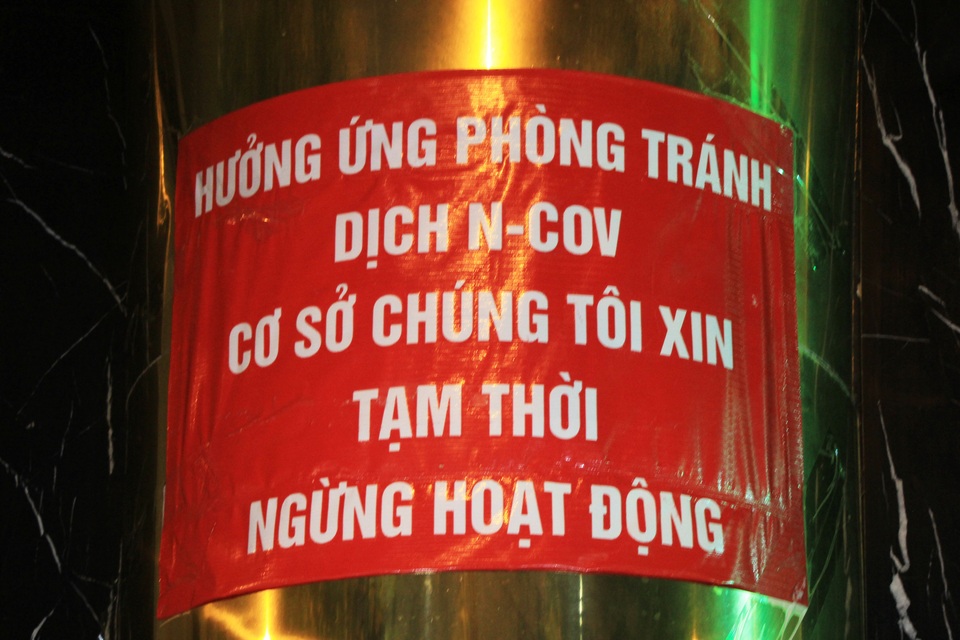 HƯỞNG ỨNG PHÒNG TRÁNH
DỊCH N-COV
CƠ SỞ CHÚNG TÔI XIN
TẠM THỜI
NGỪNG HOẠT ĐỘNG